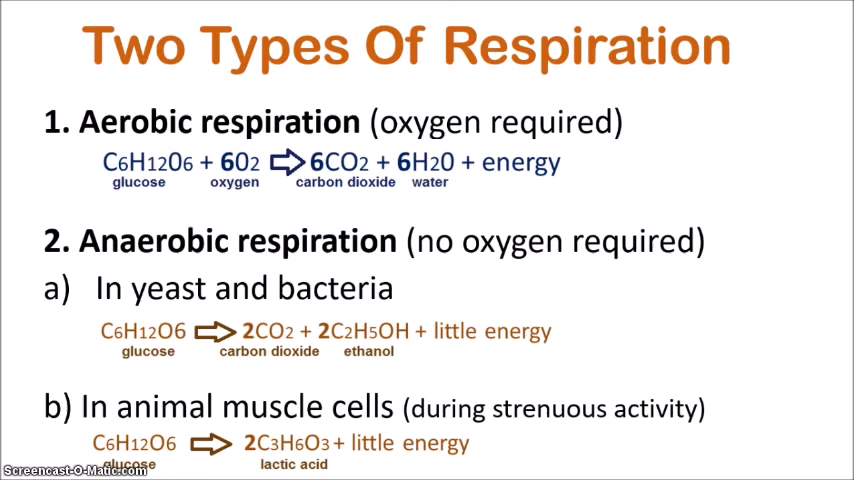 Two Types Of Respiration
1. Aerobic respiration (oxygen required)
C6H12O6 + 6O2 ⇨ 6CO2 + 6H2O + energy
glucose oxygen carbon dioxide water
2. Anaerobic respiration (no oxygen required)
a) In yeast and bacteria
C6H12O6 ⇨ 2CO2 + 2C2H5OH + little energy
glucose carbon dioxide ethanol
b) In animal muscle cells (during strenuous activity)
C6H12O6 ⇨ 2C3H6O3 + little energy
glucose lactic acid
Screencast-O-Matic.com